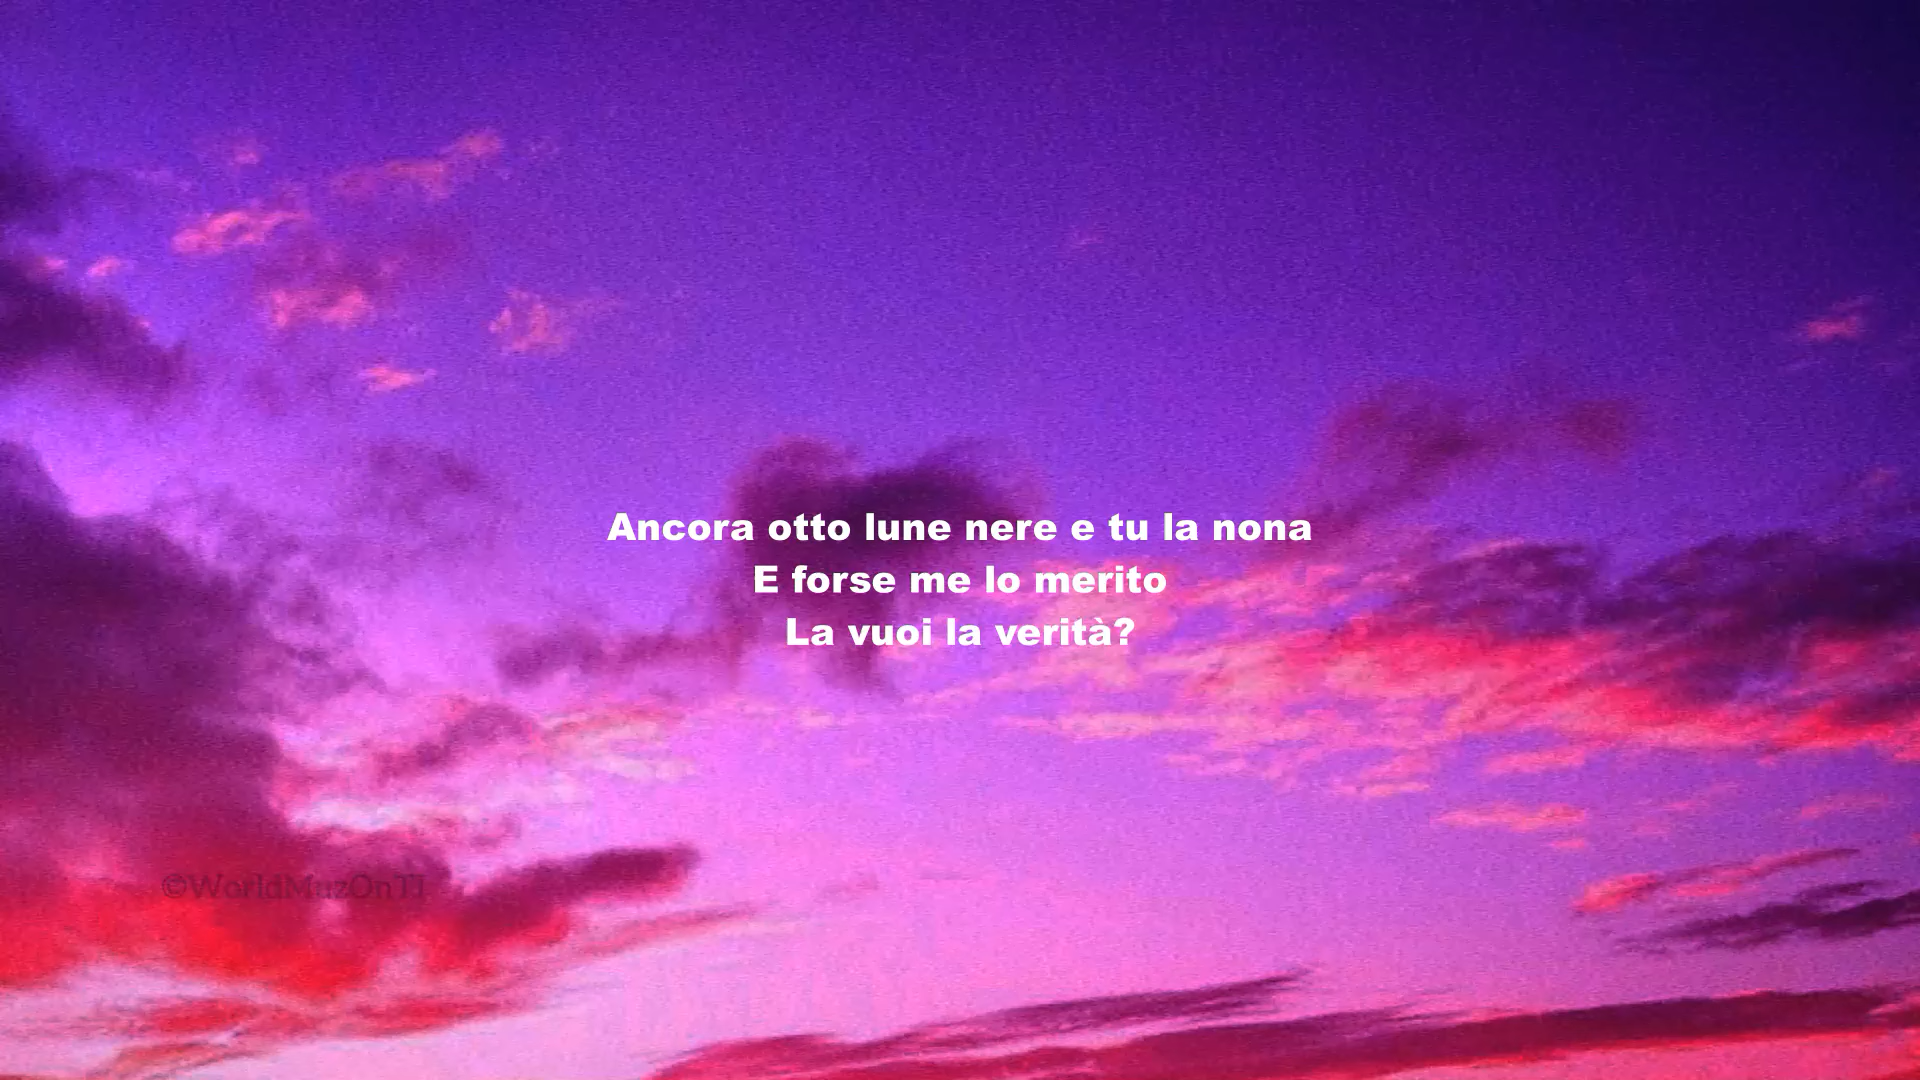 Ancora otto lune nere e tu la nona
E forse me lo merito
La vuoi la verità?
©WorldMuzOnTI